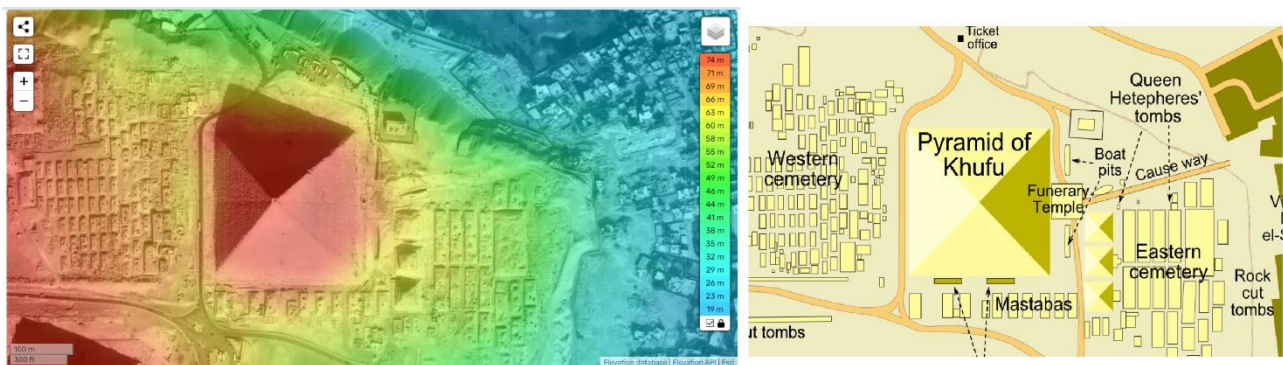 +
−
74 m
71 m
69 m
66 m
63 m
60 m
58 m
55 m
52 m
49 m
46 m
44 m
41 m
38 m
35 m
32 m
29 m
26 m
23 m
19 m
100 m
300 ft
Elevation database | Elevation API | Esri
Ticket
office
Queen
Hetepheres'
tombs
Western
cemetery
Pyramid of
Khufu
Boat
pits
Cause way
Funerary
Temple
Eastern
cemetery
Mastabas
Rock
cut
tombs
ut tombs
V
el-S